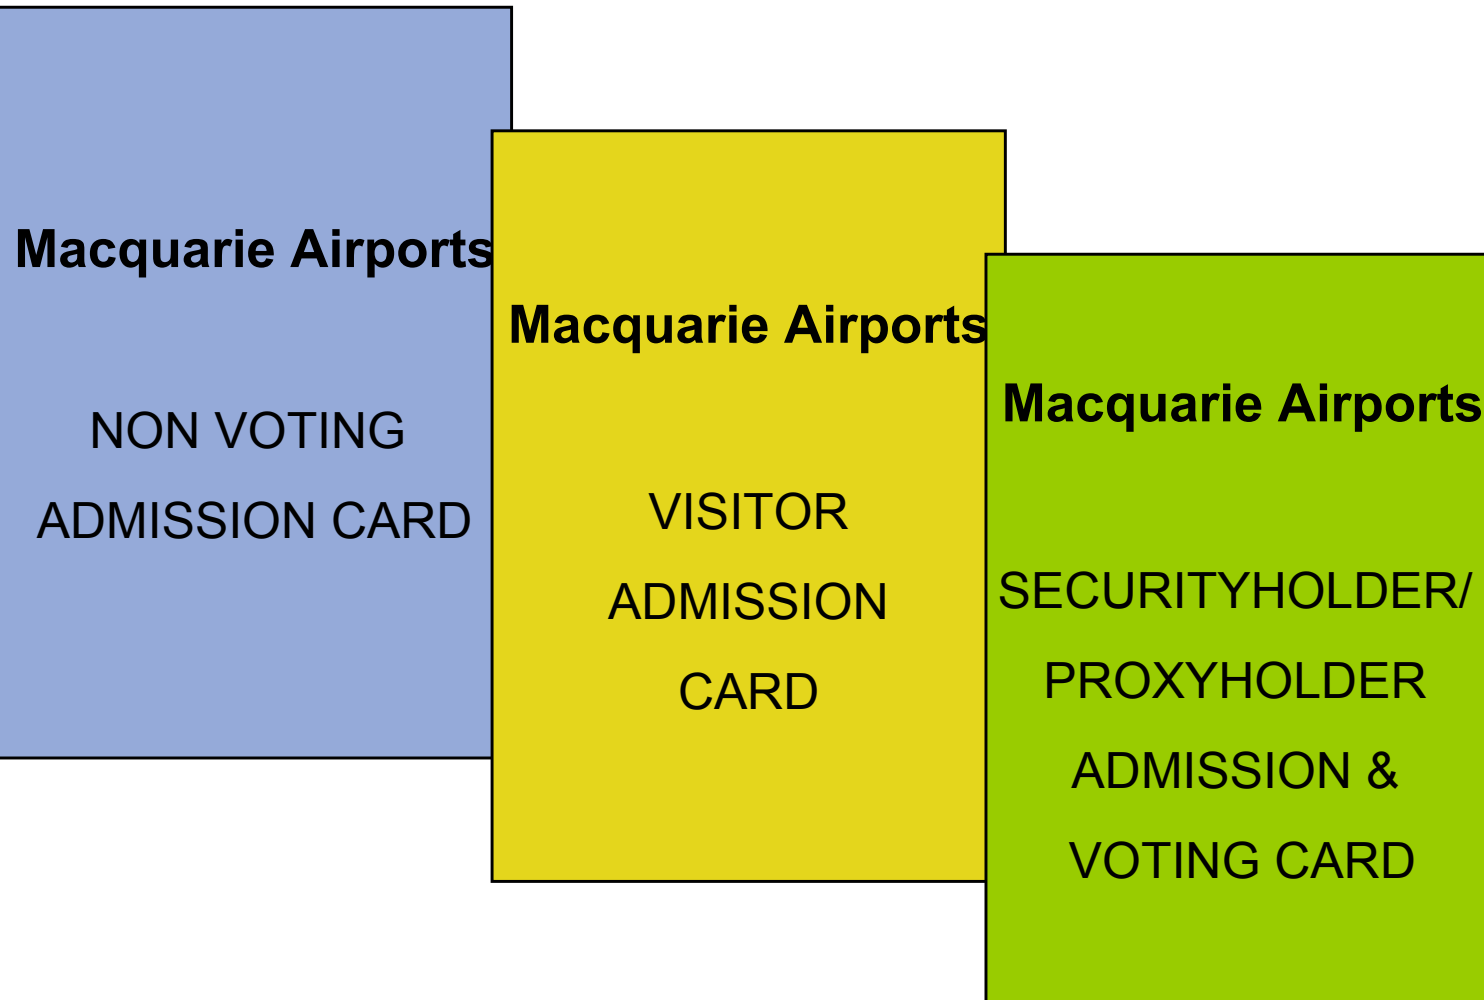 Macquarie Airports
NON VOTING
ADMISSION CARD
Macquarie Airports
VISITOR
ADMISSION
CARD
Macquarie Airports
SECURITYHOLDER/
PROXYHOLDER
ADMISSION &
VOTING CARD